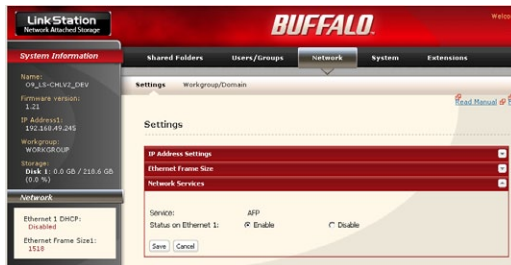 LinkStation
Network Attached Storage
BUFFALO
Welco
System Information
Name:
O9_LS-CHLV2_DEV
Firmware version:
1.21
IP Address1:
192.168.49.245
Workgroup:
WORKGROUP
Storage:
Disk 1: 0.0 GB / 218.6 GB
(0.0 %)
Network
Ethernet 1 DHCP:
Disabled
Ethernet Frame Size1:
1518
Shared Folders Users/Groups Network System Extensions
Settings Workgroup/Domain
Read Manual
Settings
IP Address Settings
Ethernet Frame Size
Network Services
Service: AFP
Status on Ethernet 1: Enable Disable
Save Cancel